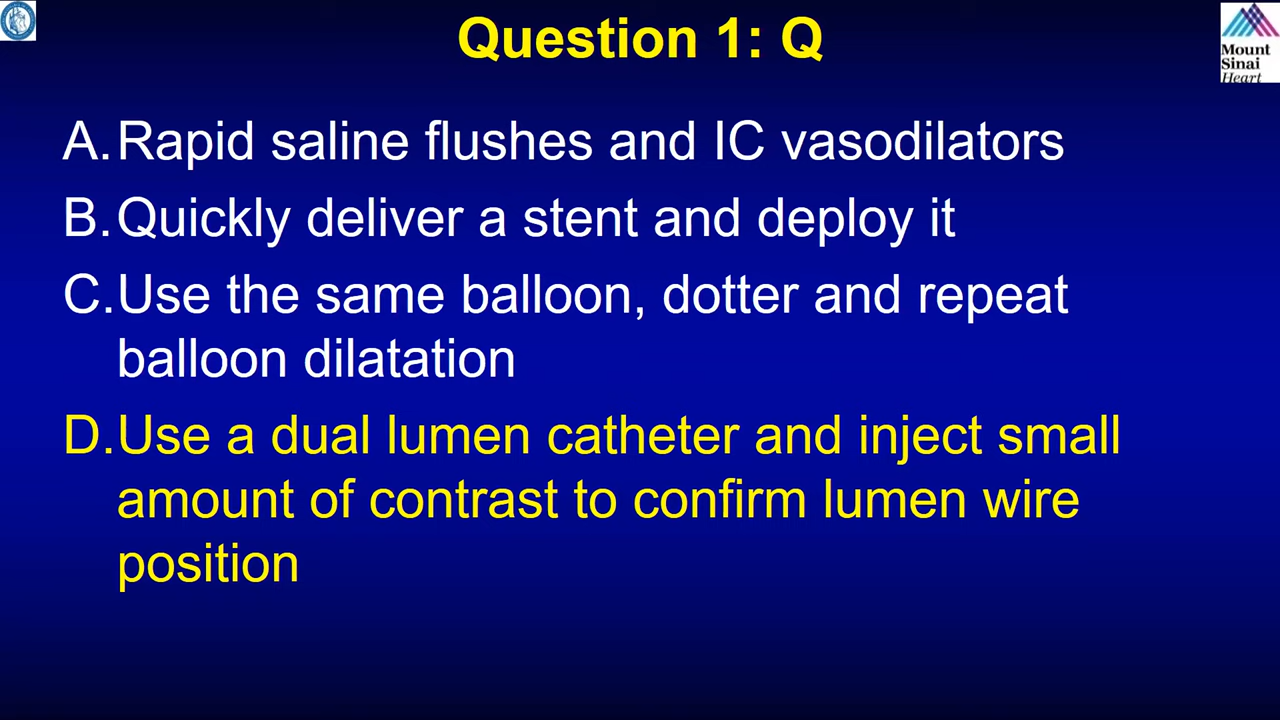 Question 1: Q
Mount
Sinai
Heart
A. Rapid saline flushes and IC vasodilators
B. Quickly deliver a stent and deploy it
C. Use the same balloon, dotter and repeat
balloon dilatation
D. Use a dual lumen catheter and inject small
amount of contrast to confirm lumen wire
position